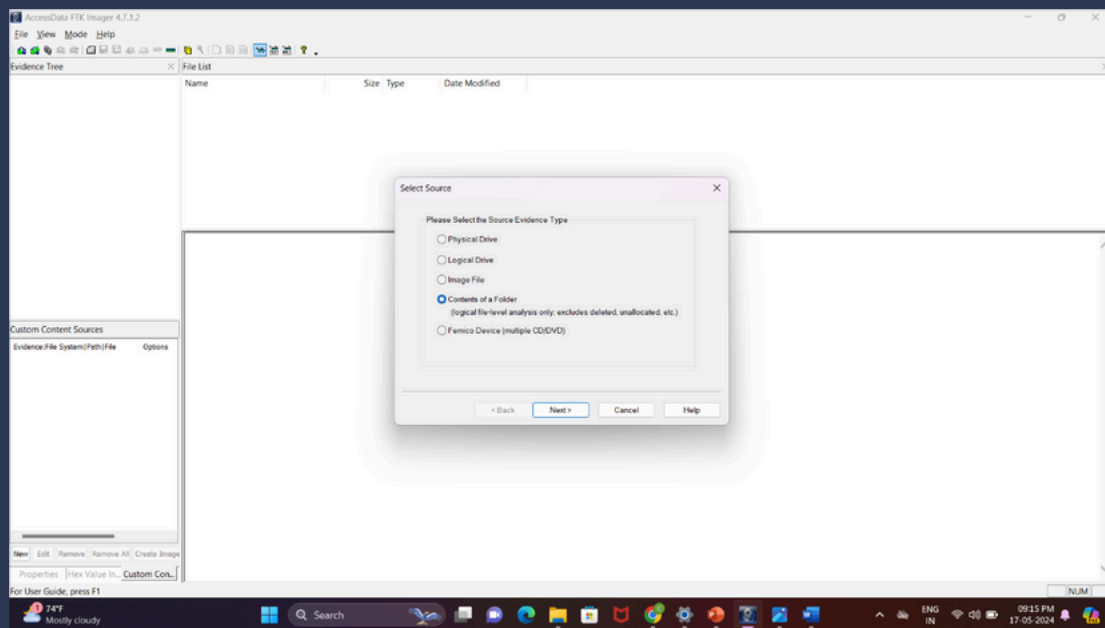 AccessData FTK Imager 4.7.1.2
File View Mode Help
Evidence Tree
File List
Name Size Type Date Modified
Select Source
Please Select the Source Evidence Type
Physical Drive
Logical Drive
Image File
Contents of a Folder
(logical file-level analysis only, excludes deleted, unallocated, etc.)
Fernico Device (multiple CD/DVD)
< Back Next > Cancel Help
Custom Content Sources
Evidence:File System|Path|File Options
New Edit Remove Remove All Create Image
Properties Hex Value In... Custom Con...
For User Guide, press F1
NUM
1
74°F
Mostly cloudy
Search
ENG
IN
09:15 PM
17-05-2024